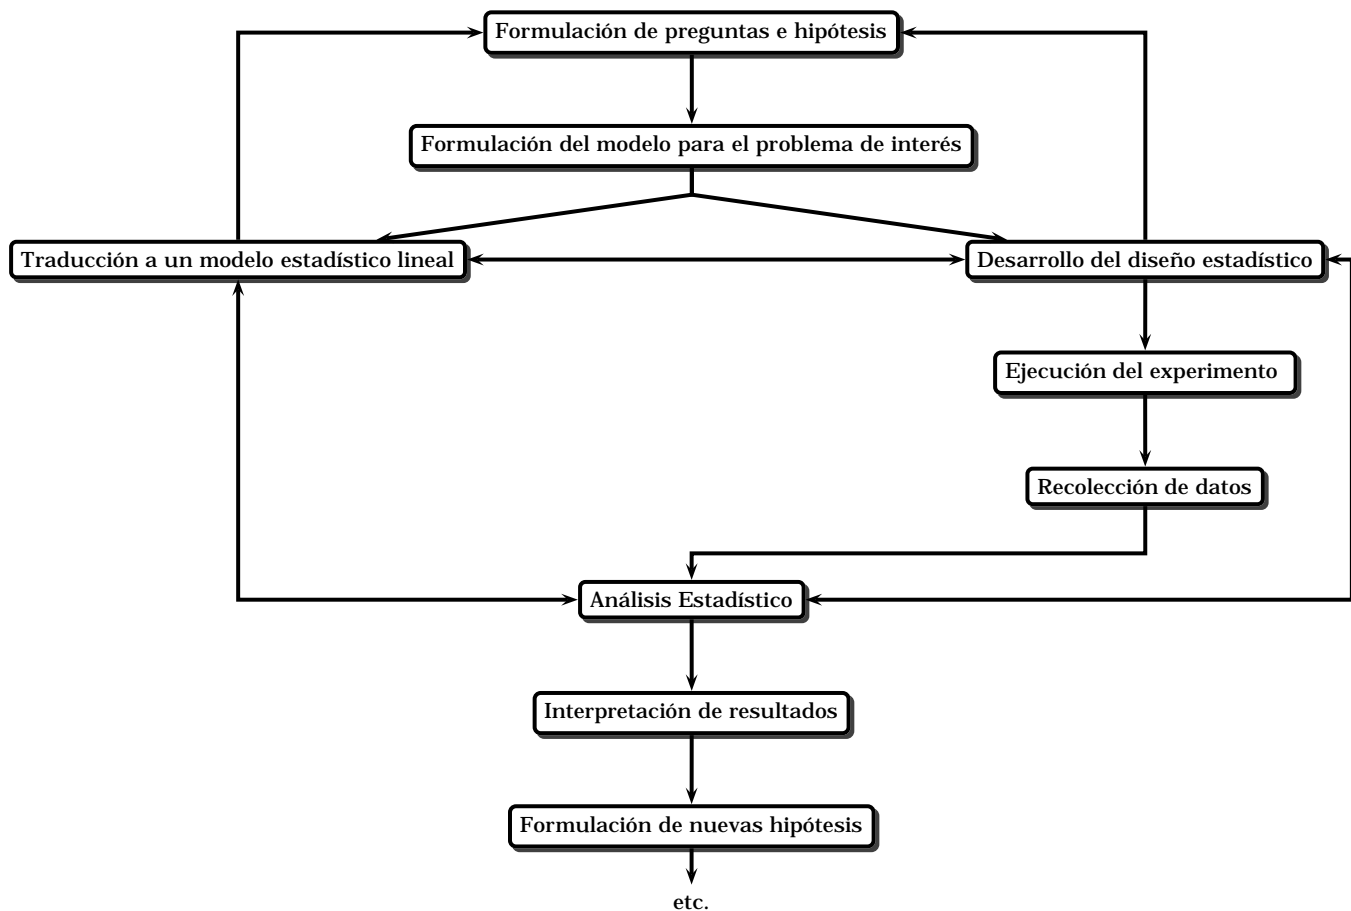 Formulación de preguntas e hipótesis
Formulación del modelo para el problema de interés
Traducción a un modelo estadístico lineal
Desarrollo del diseño estadístico
Ejecución del experimento
Recolección de datos
Análisis Estadístico
Interpretación de resultados
Formulación de nuevas hipótesis
etc.